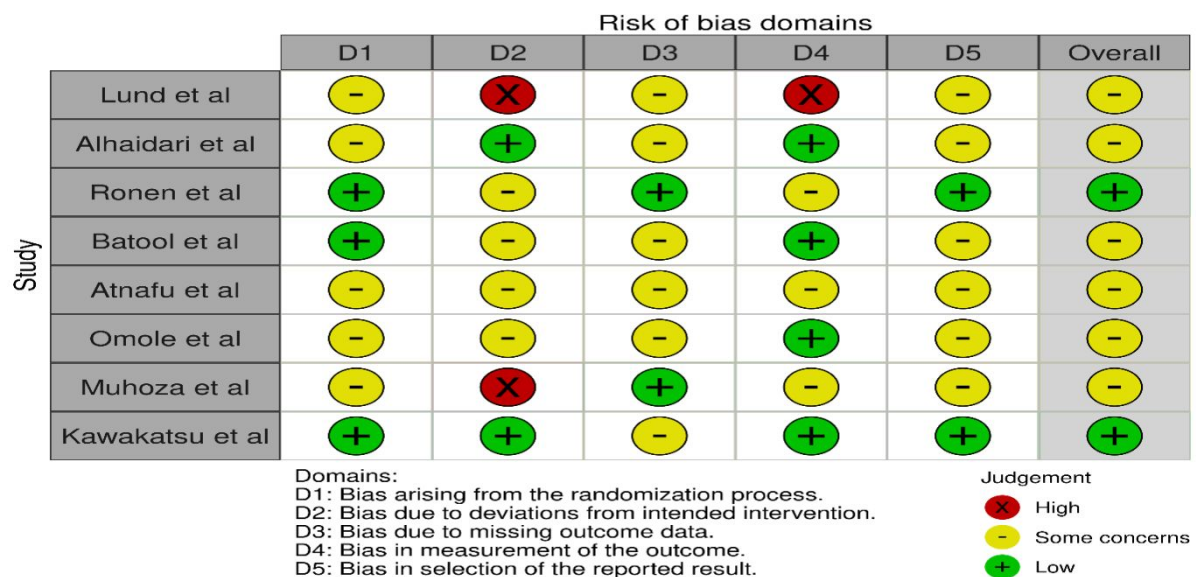 Risk of bias domains
D1 D2 D3 D4 D5 Overall
Study
Lund et al - X - X - -
Alhaidari et al - + - + - -
Ronen et al + - + - + +
Batool et al + - - + - -
Atnafu et al - - - - - -
Omole et al - - - + - -
Muhoza et al - X + - - -
Kawakatsu et al + + - + + +
Domains:
D1: Bias arising from the randomization process.
D2: Bias due to deviations from intended intervention.
D3: Bias due to missing outcome data.
D4: Bias in measurement of the outcome.
D5: Bias in selection of the reported result.
Judgement
X High
- Some concerns
+ Low